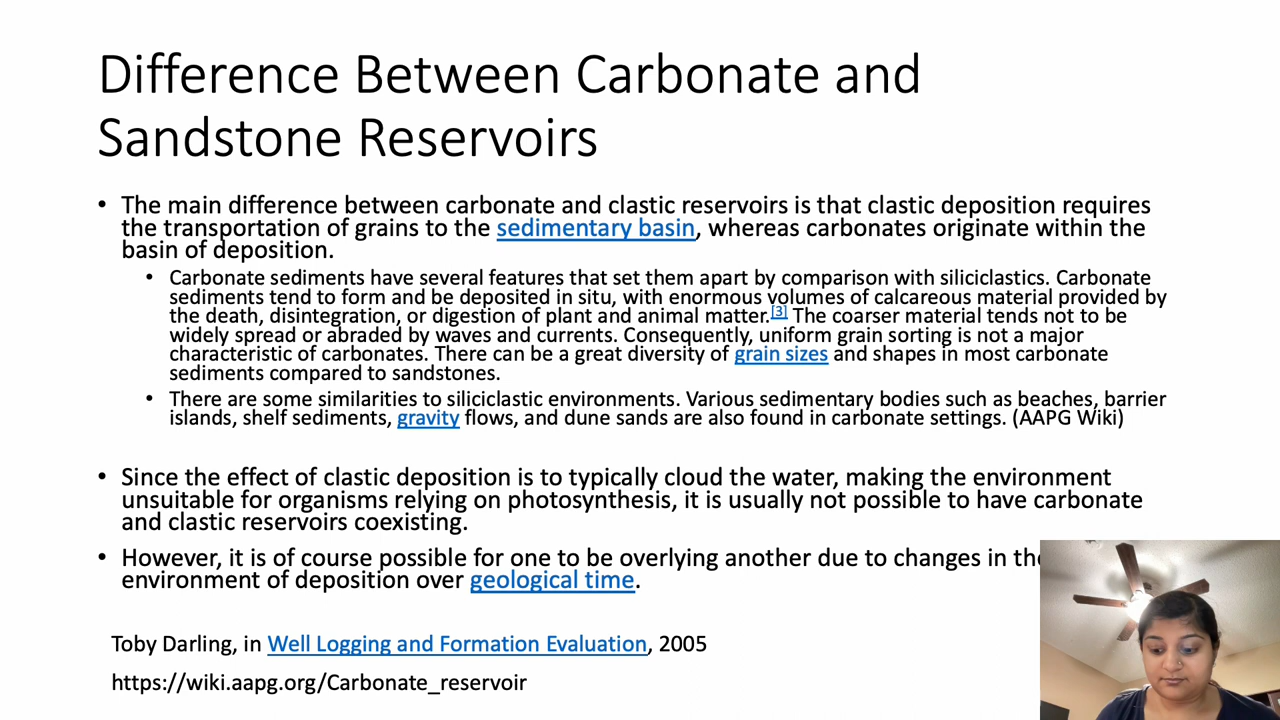 Difference Between Carbonate and
Sandstone Reservoirs
• The main difference between carbonate and clastic reservoirs is that clastic deposition requires
the transportation of grains to the sedimentary basin, whereas carbonates originate within the
basin of deposition.
• Carbonate sediments have several features that set them apart by comparison with siliciclastics. Carbonate
sediments tend to form and be deposited in situ, with enormous volumes of calcareous material provided by
the death, disintegration, or digestion of plant and animal matter.[3] The coarser material tends not to be
widely spread or abraded by waves and currents. Consequently, uniform grain sorting is not a major
characteristic of carbonates. There can be a great diversity of grain sizes and shapes in most carbonate
sediments compared to sandstones.
• There are some similarities to siliciclastic environments. Various sedimentary bodies such as beaches, barrier
islands, shelf sediments, gravity flows, and dune sands are also found in carbonate settings. (AAPG Wiki)
• Since the effect of clastic deposition is to typically cloud the water, making the environment
unsuitable for organisms relying on photosynthesis, it is usually not possible to have carbonate
and clastic reservoirs coexisting.
• However, it is of course possible for one to be overlying another due to changes in the
environment of deposition over geological time.
Toby Darling, in Well Logging and Formation Evaluation, 2005
https://wiki.aapg.org/Carbonate_reservoir